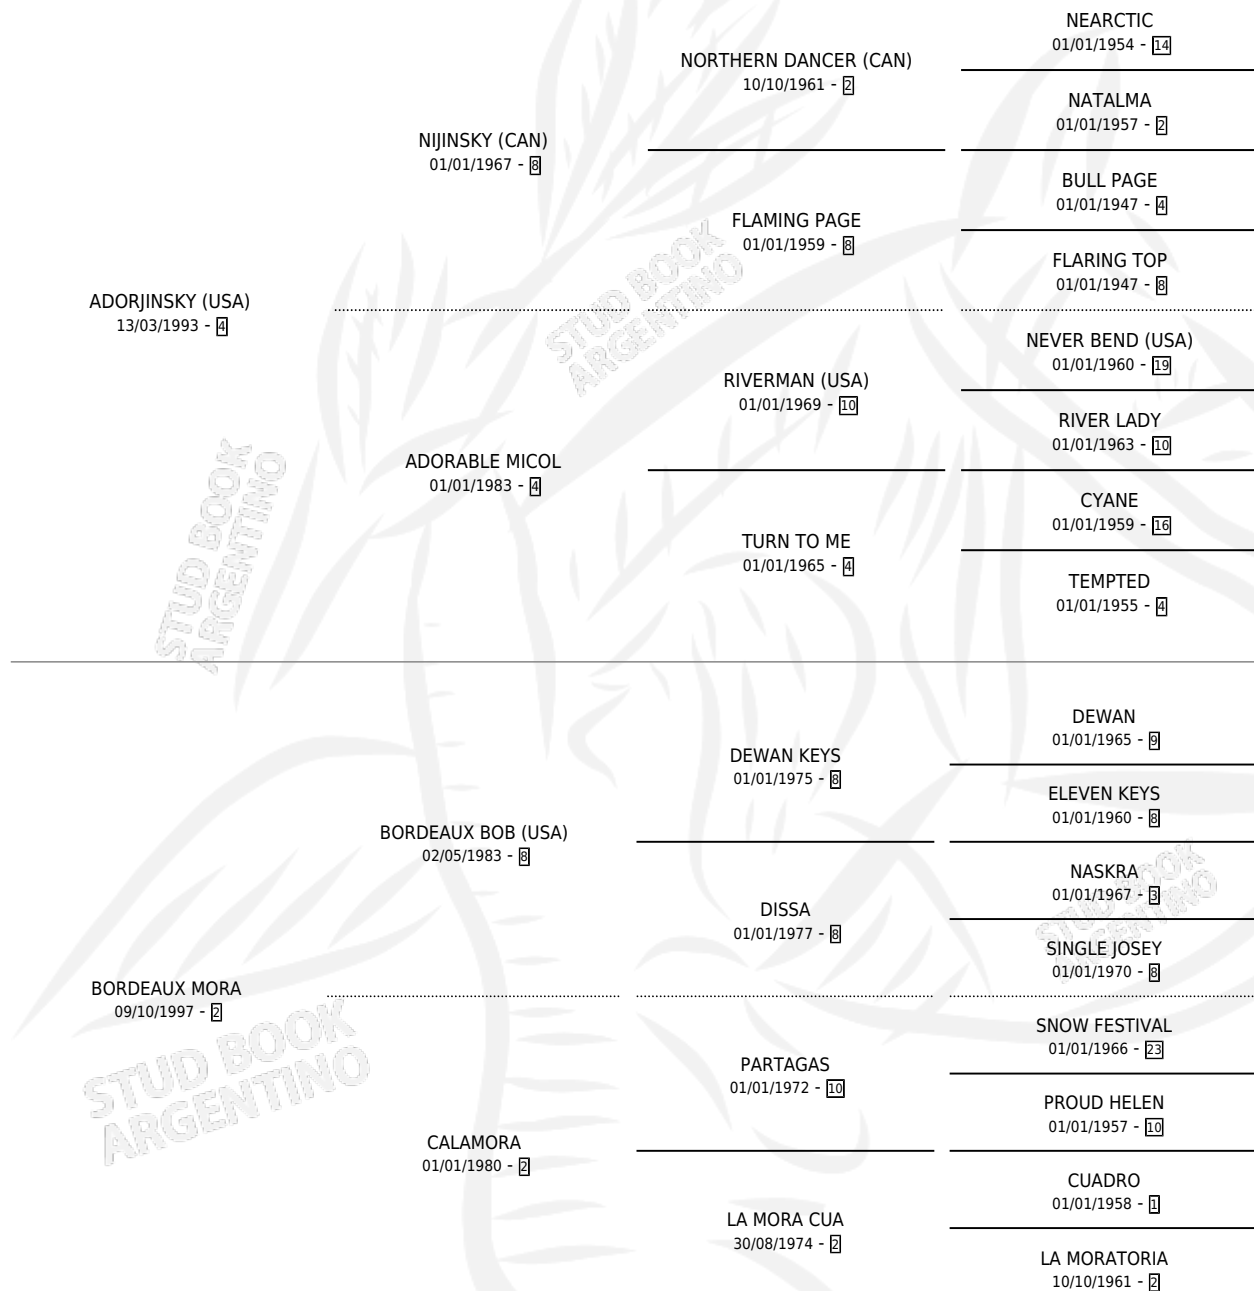 NEARCTIC
01/01/1954 - 14
NORTHERN DANCER (CAN)
10/10/1961 - 2
NATALMA
01/01/1957 - 2
NIJINSKY (CAN)
01/01/1967 - 8
BULL PAGE
01/01/1947 - 4
FLAMING PAGE
01/01/1959 - 8
FLARING TOP
01/01/1947 - 8
ADORJINSKY (USA)
13/03/1993 - 4
STUD BOOK
ARGENTINO
NEVER BEND (USA)
01/01/1960 - 19
RIVERMAN (USA)
01/01/1969 - 10
RIVER LADY
01/01/1963 - 10
ADORABLE MICOL
01/01/1983 - 4
CYANE
01/01/1959 - 16
TURN TO ME
01/01/1965 - 4
TEMPTED
01/01/1955 - 4
STUD BOOK
ARGENTINO
DEWAN
01/01/1965 - 9
DEWAN KEYS
01/01/1975 - 8
ELEVEN KEYS
01/01/1960 - 8
BORDEAUX BOB (USA)
02/05/1983 - 8
NASKRA
01/01/1967 - 3
DISSA
01/01/1977 - 8
STUD BOOK
ARGENTINO
SINGLE JOSEY
01/01/1970 - 8
BORDEAUX MORA
09/10/1997 - 2
STUD BOOK
ARGENTINO
SNOW FESTIVAL
01/01/1966 - 23
PARTAGAS
01/01/1972 - 10
PROUD HELEN
01/01/1957 - 10
CALAMORA
01/01/1980 - 2
CUADRO
01/01/1958 - 1
LA MORA CUA
30/08/1974 - 2
LA MORATORIA
10/10/1961 - 2